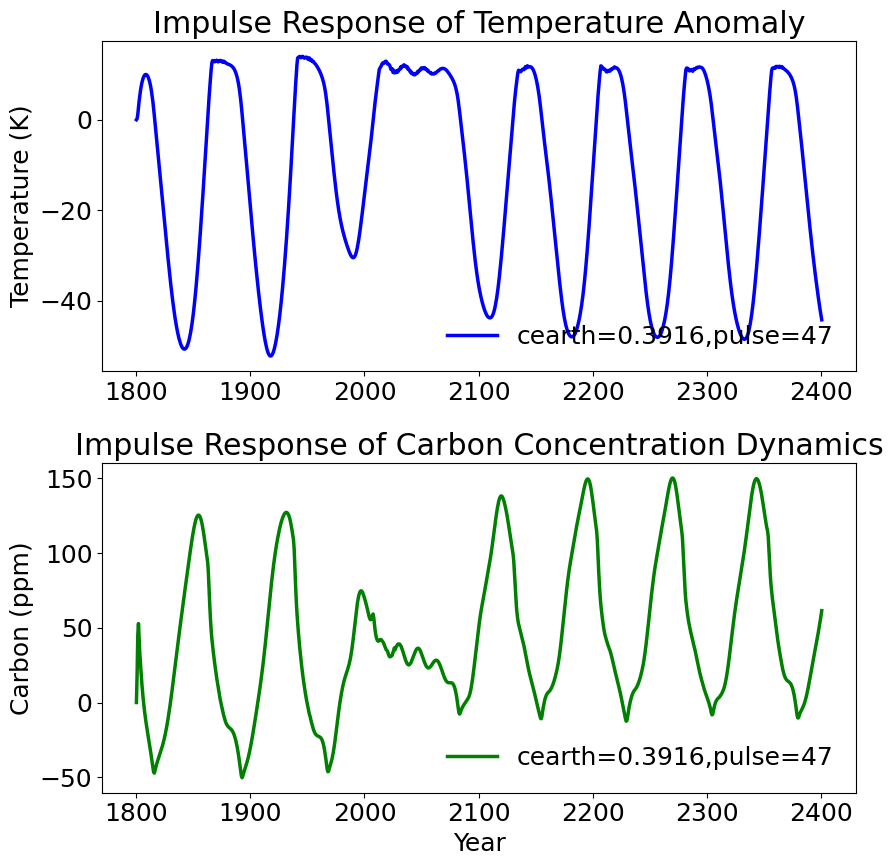 Impulse Response of Temperature Anomaly
Temperature (K)
0
−20
−40
cearth=0.3916,pulse=47
1800 1900 2000 2100 2200 2300 2400
Impulse Response of Carbon Concentration Dynamics
Carbon (ppm)
150
100
50
0
−50
cearth=0.3916,pulse=47
1800 1900 2000 2100 2200 2300 2400
Year